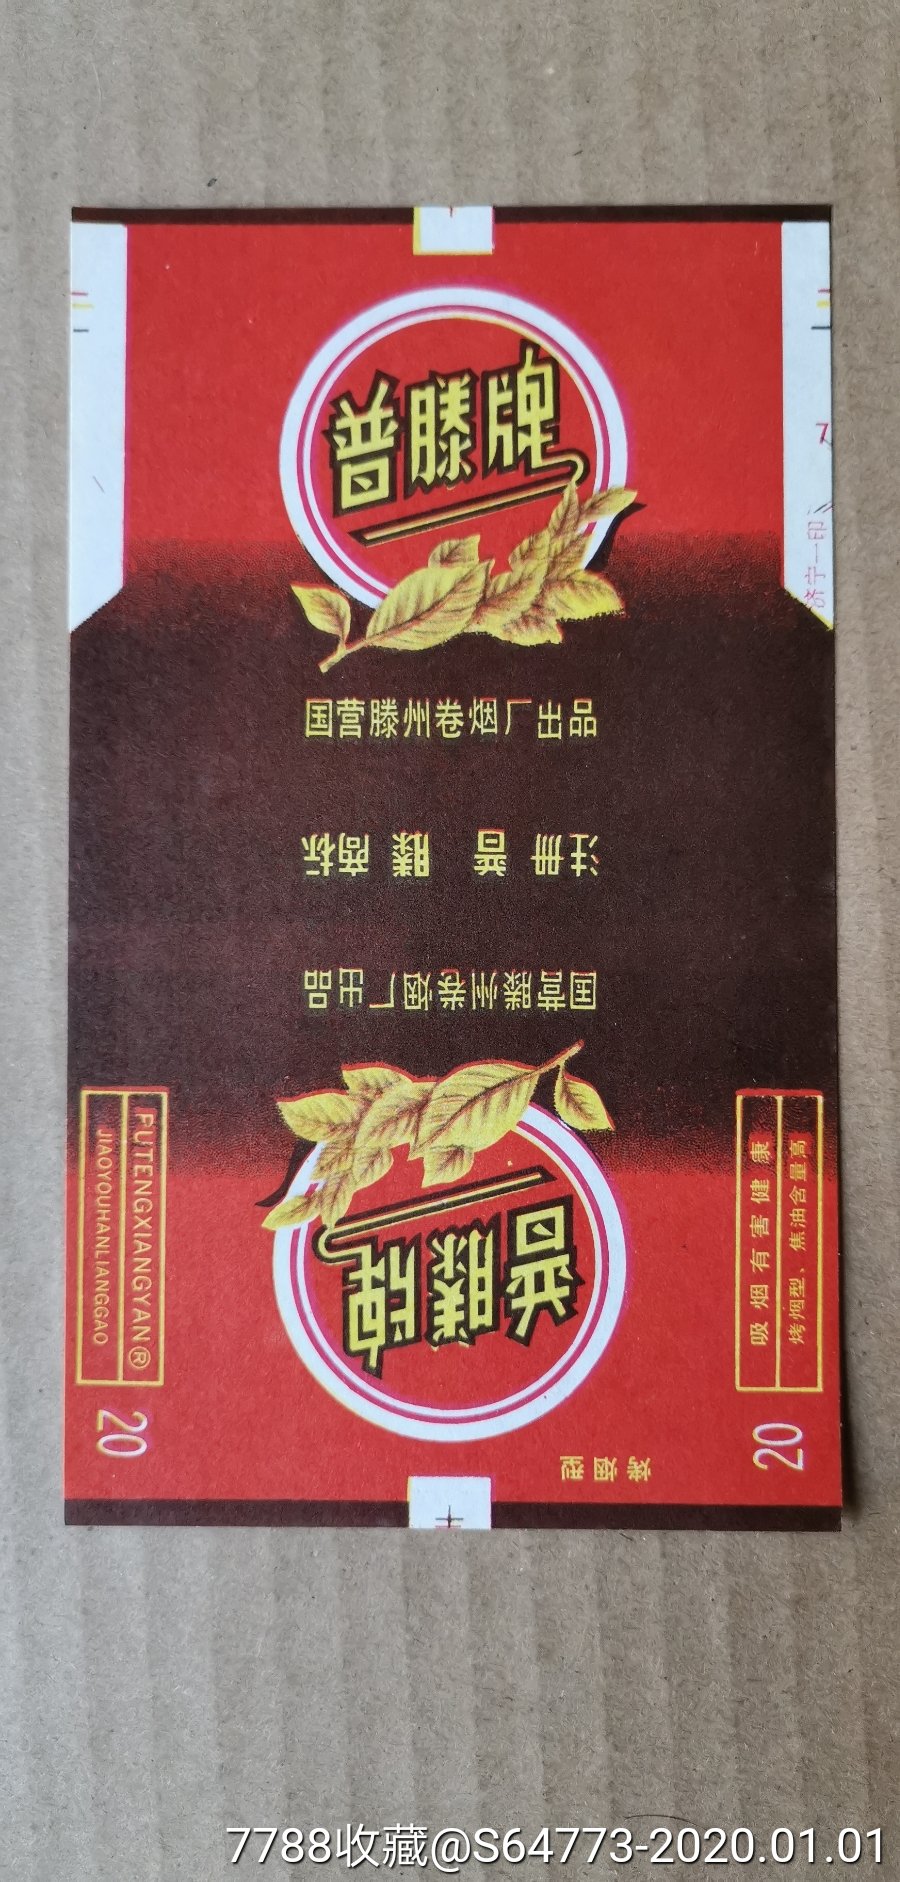 普滕牌
7
济宁一印
国营滕州卷烟厂出品
注册 普 滕 商标
国营滕州卷烟厂出品
普滕牌
PUTENGXIANGYAN®
JIAOYOUHANLIANGGAO
20
吸烟有害健康
烤烟型、焦油含量高
20
烤烟型
7788收藏@S64773-2020.01.01